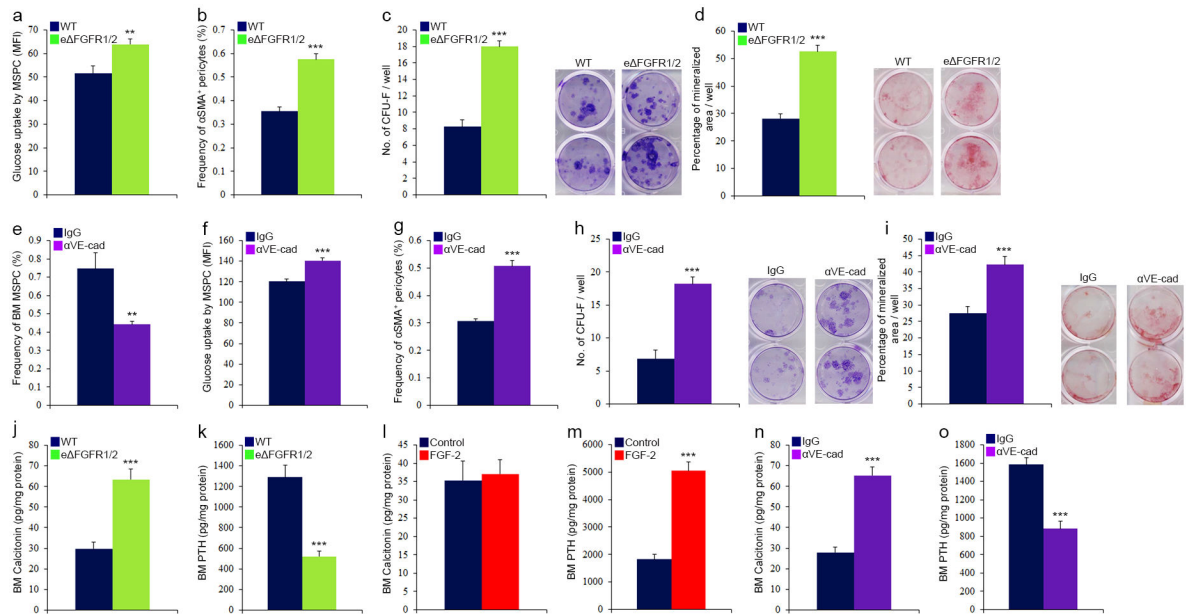 a
WT
eΔFGFR1/2
**
Glucose uptake by MSPC (MFI)
70
60
50
40
30
20
10
0
b
WT
eΔFGFR1/2
***
Frequency of αSMA⁺ pericytes (%)
0.7
0.6
0.5
0.4
0.3
0.2
0.1
0
c
WT
eΔFGFR1/2
***
No. of CFU-F / well
20
18
16
14
12
10
8
6
4
2
0
WT
eΔFGFR1/2
d
WT
eΔFGFR1/2
***
Percentage of mineralized
area / well
60
50
40
30
20
10
0
WT
eΔFGFR1/2
e
IgG
αVE-cad
**
Frequency of BM MSPC (%)
0.9
0.8
0.7
0.6
0.5
0.4
0.3
0.2
0.1
0
f
IgG
αVE-cad
***
Glucose uptake by MSPC (MFI)
160
140
120
100
80
60
40
20
0
g
IgG
αVE-cad
***
Frequency of αSMA⁺ pericytes (%)
0.6
0.5
0.4
0.3
0.2
0.1
0
h
IgG
αVE-cad
***
No. of CFU-F / well
25
20
15
10
5
0
IgG
αVE-cad
i
IgG
αVE-cad
***
Percentage of mineralized
area / well
50
45
40
35
30
25
20
15
10
5
0
IgG
αVE-cad
j
WT
eΔFGFR1/2
***
BM Calcitonin (pg/mg protein)
80
70
60
50
40
30
20
10
0
k
WT
eΔFGFR1/2
***
BM PTH (pg/mg protein)
1600
1400
1200
1000
800
600
400
200
0
l
Control
FGF-2
BM Calcitonin (pg/mg protein)
45
40
35
30
25
20
15
10
5
0
m
Control
FGF-2
***
BM PTH (pg/mg protein)
6000
5000
4000
3000
2000
1000
0
n
IgG
αVE-cad
***
BM Calcitonin (pg/mg protein)
80
70
60
50
40
30
20
10
0
o
IgG
αVE-cad
***
BM PTH (pg/mg protein)
1800
1600
1400
1200
1000
800
600
400
200
0